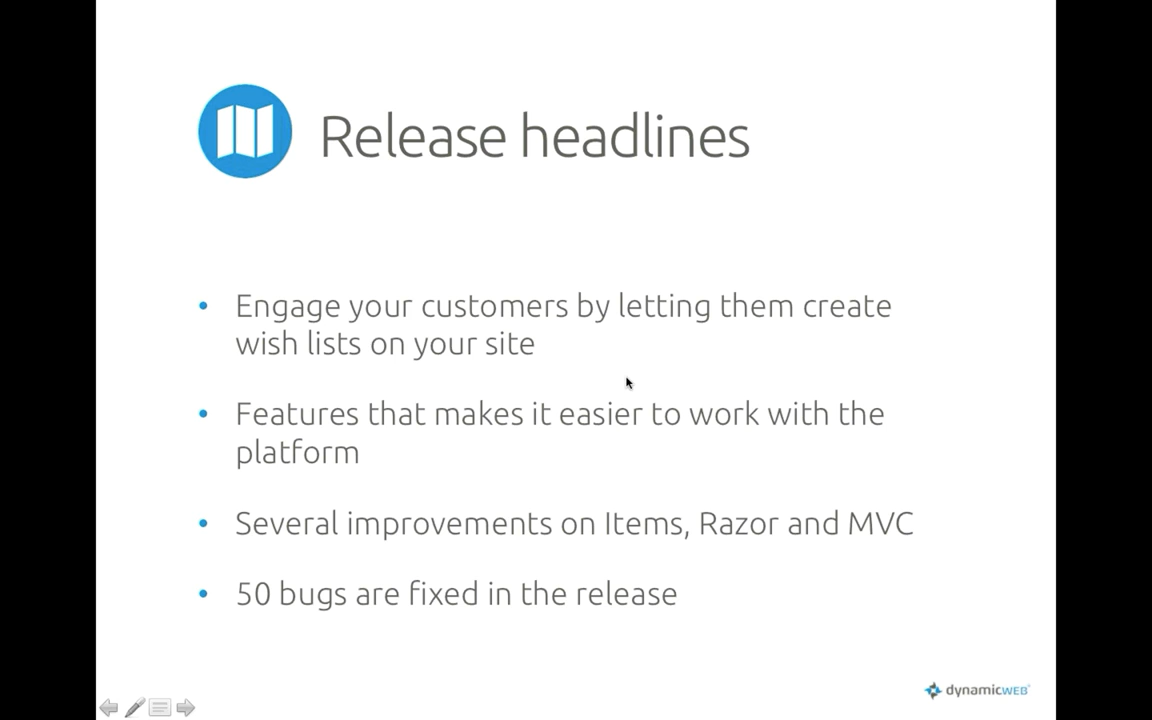 Release headlines
• Engage your customers by letting them create
wish lists on your site
• Features that makes it easier to work with the
platform
• Several improvements on Items, Razor and MVC
• 50 bugs are fixed in the release
dynamicWEB